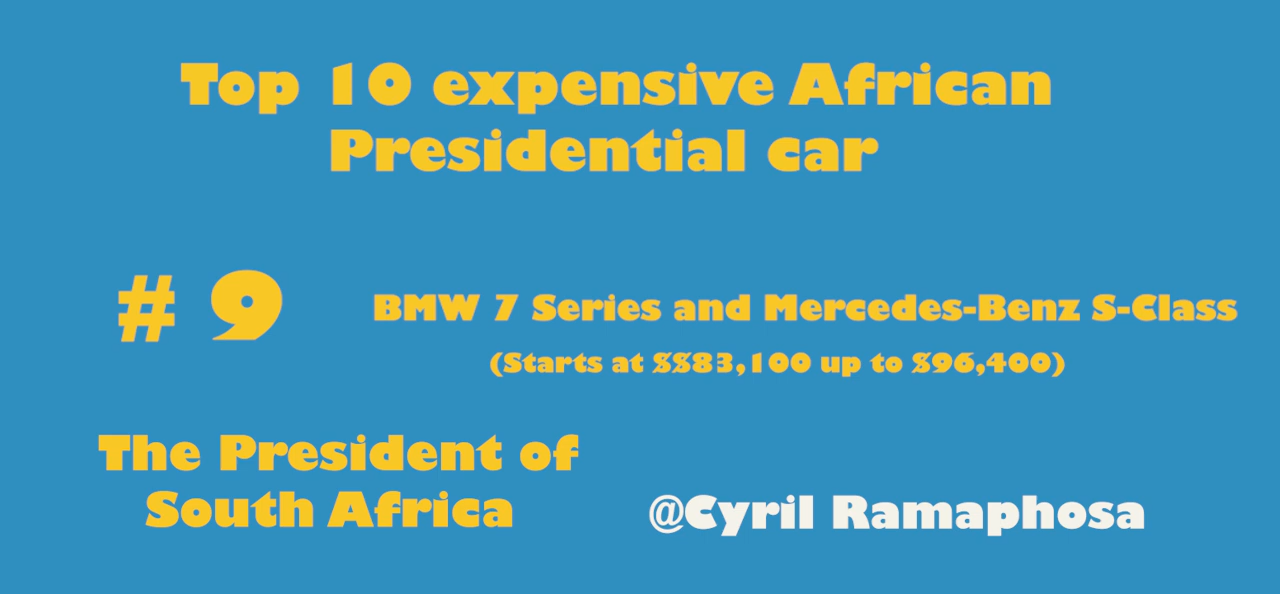 Top 10 expensive African
Presidential car
# 9
BMW 7 Series and Mercedes-Benz S-Class
(Starts at $$83,100 up to $96,400)
The President of
South Africa
@Cyril Ramaphosa